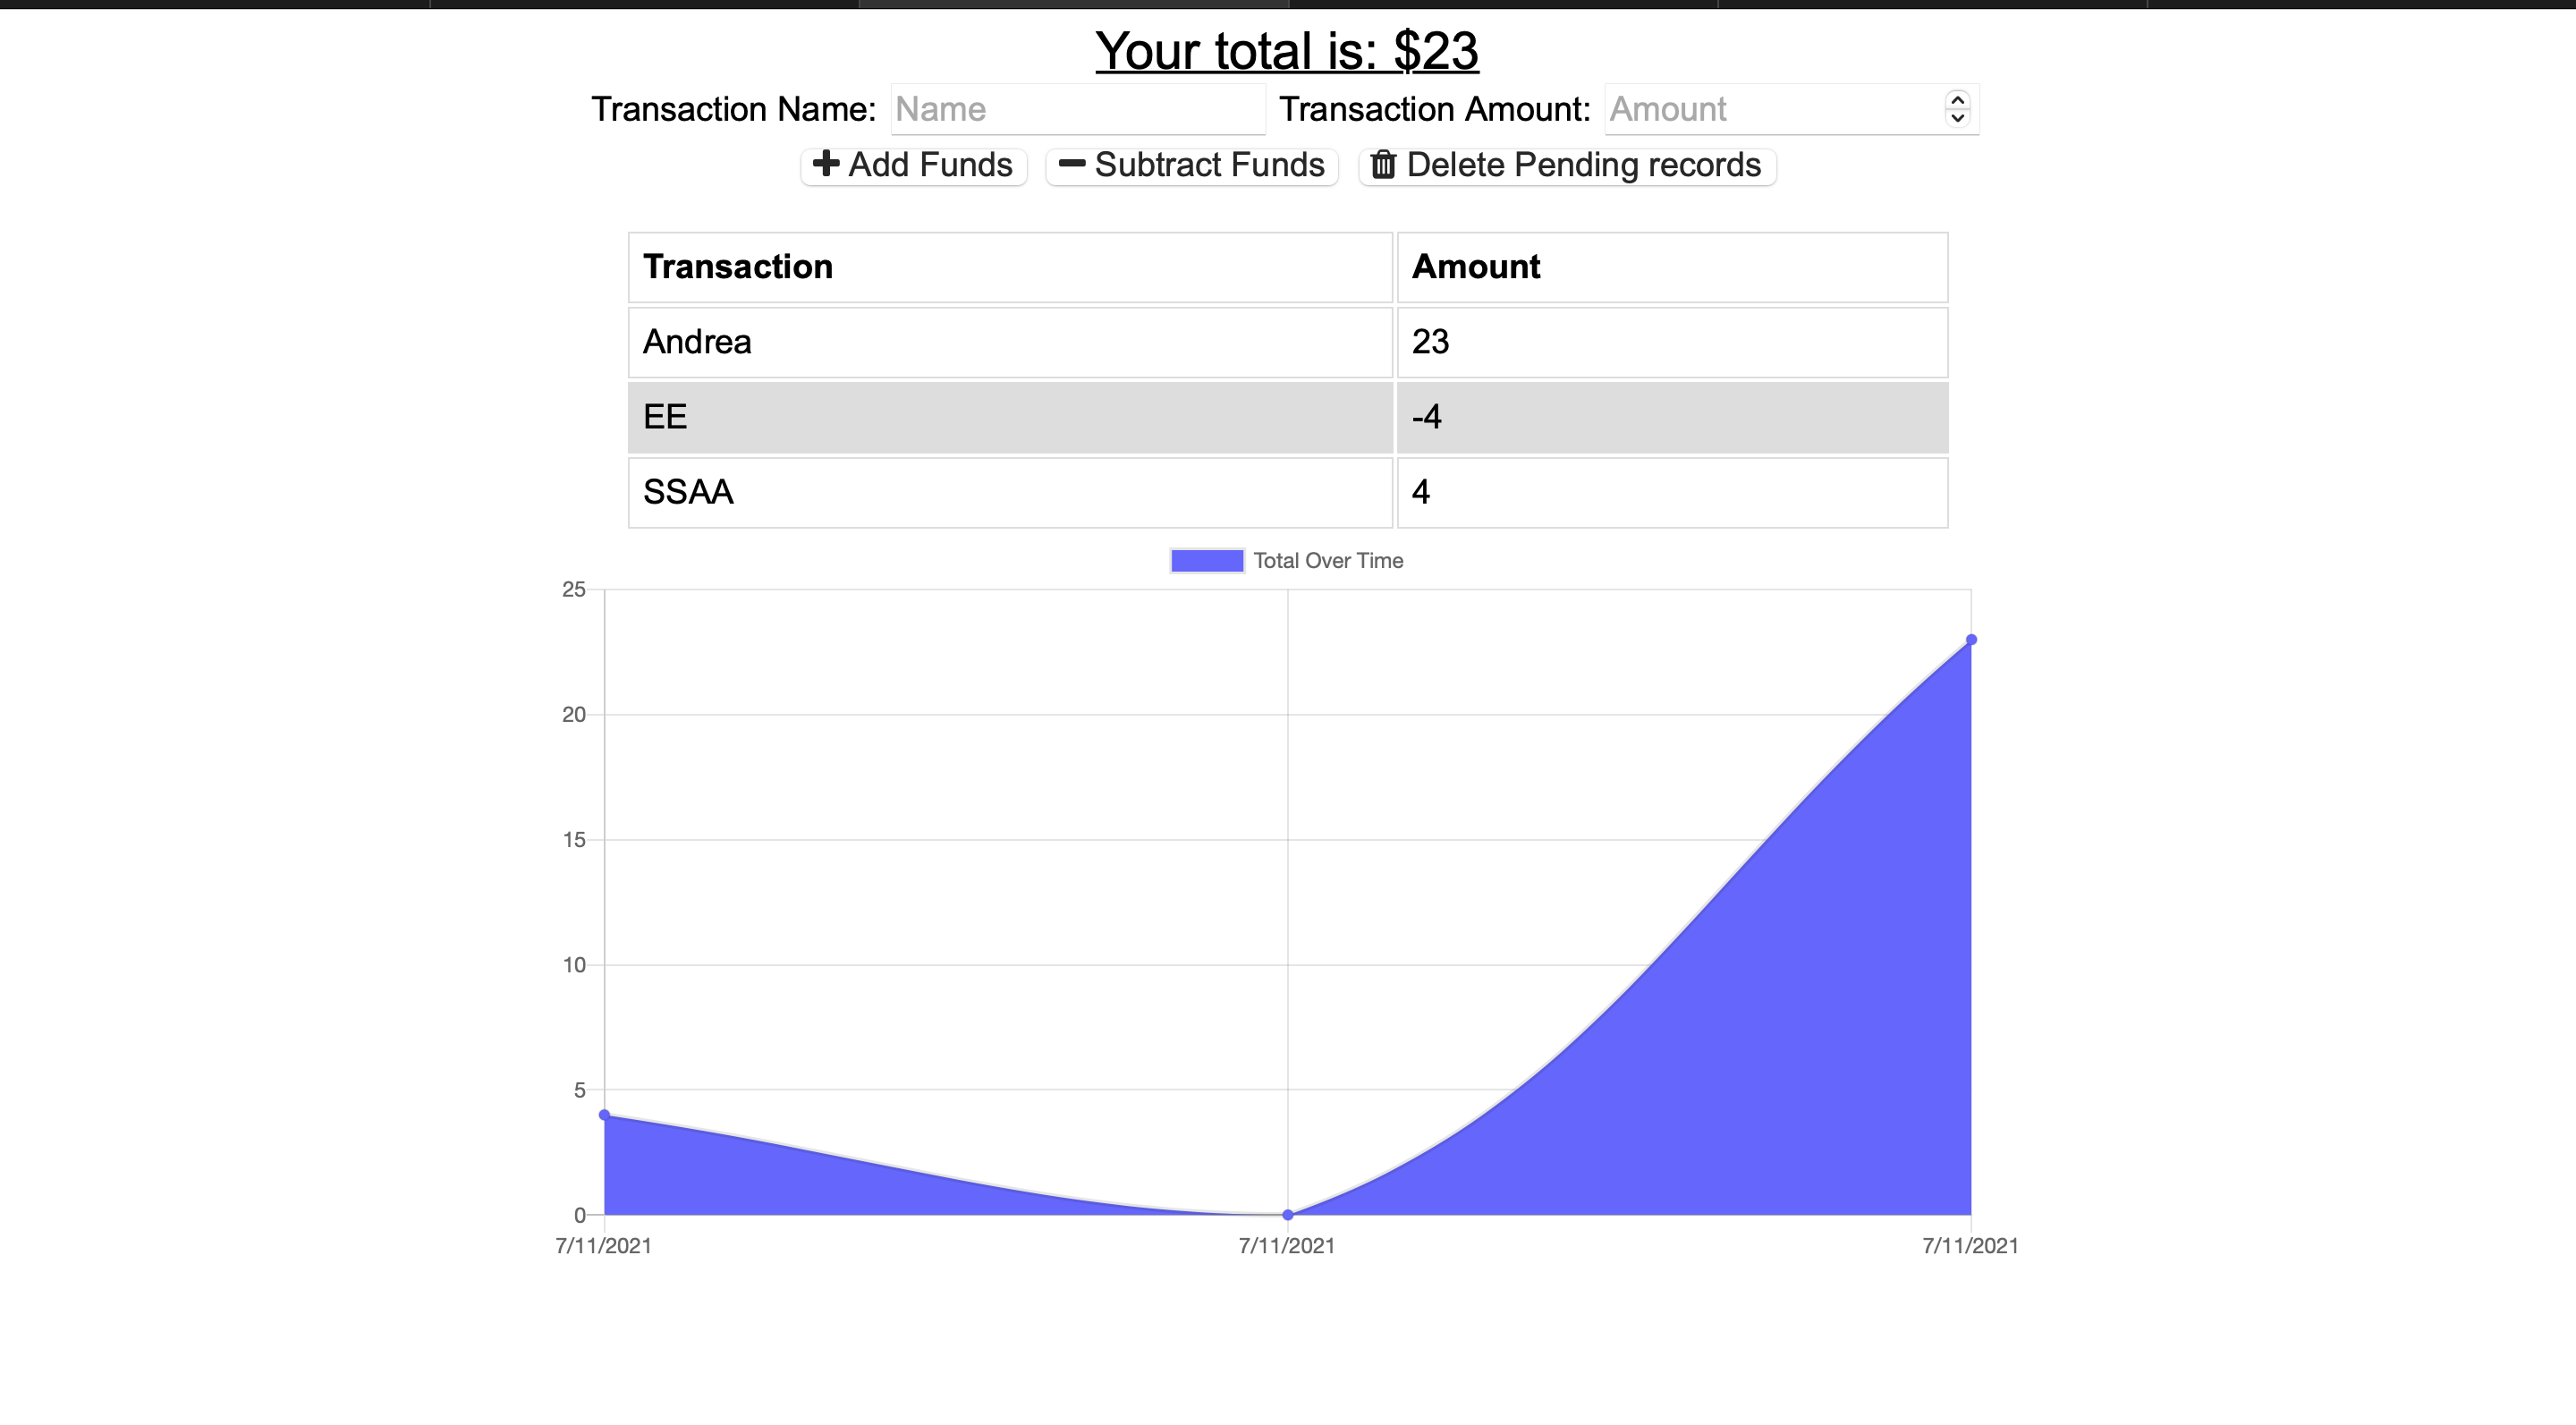 Your total is: $23
Transaction Name: Name Transaction Amount: Amount
Add Funds Subtract Funds Delete Pending records
Transaction Amount
Andrea 23
EE -4
SSAA 4
Total Over Time
25
20
15
10
5
0
7/11/2021 7/11/2021 7/11/2021